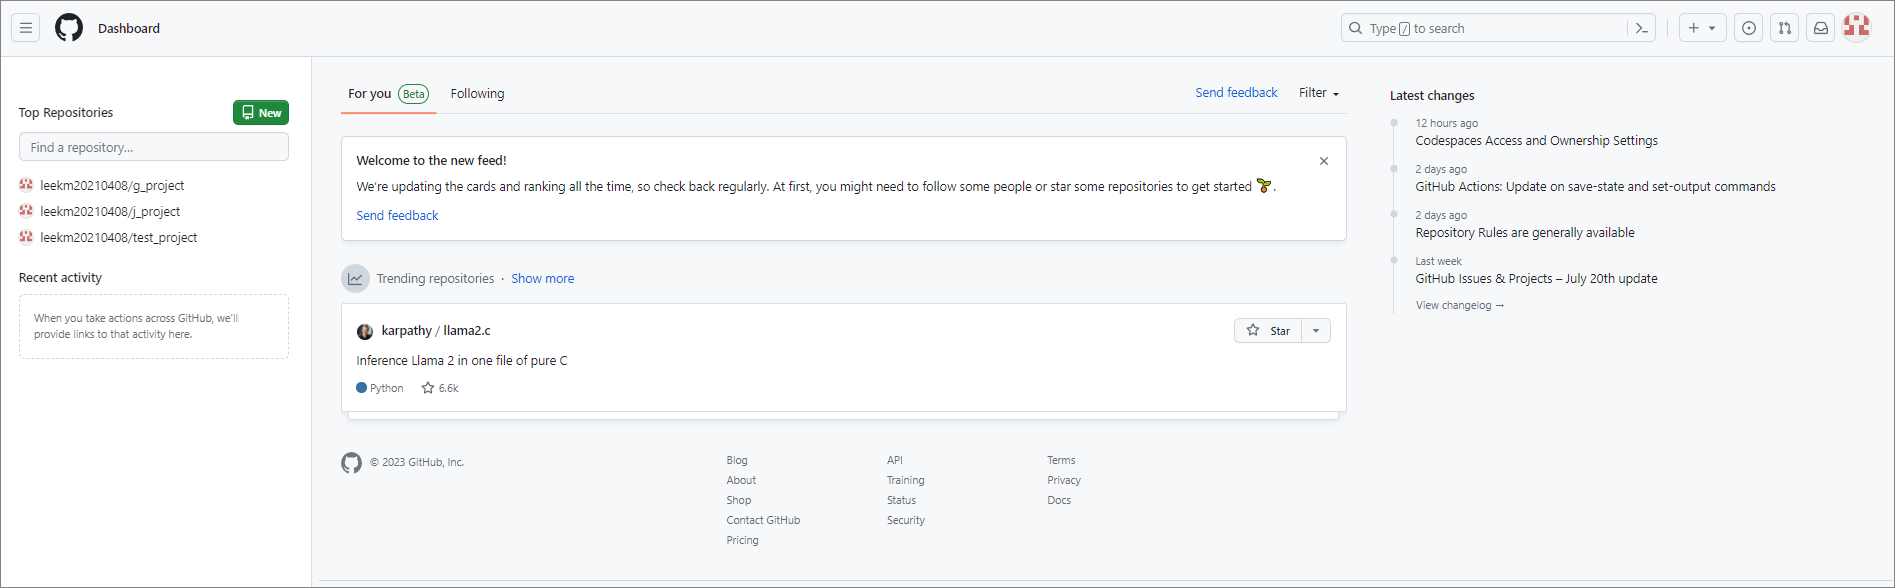 Dashboard
Type / to search
Top Repositories
New
Find a repository...
leekm20210408/g_project
leekm20210408/j_project
leekm20210408/test_project
Recent activity
When you take actions across GitHub, we'll
provide links to that activity here.
For you Beta Following
Send feedback Filter
Welcome to the new feed!
We're updating the cards and ranking all the time, so check back regularly. At first, you might need to follow some people or star some repositories to get started .
Send feedback
Trending repositories · Show more
karpathy / llama2.c
Star
Inference Llama 2 in one file of pure C
Python 6.6k
Latest changes
12 hours ago
Codespaces Access and Ownership Settings
2 days ago
GitHub Actions: Update on save-state and set-output commands
2 days ago
Repository Rules are generally available
Last week
GitHub Issues & Projects – July 20th update
View changelog →
© 2023 GitHub, Inc.
Blog
About
Shop
Contact GitHub
Pricing
API
Training
Status
Security
Terms
Privacy
Docs